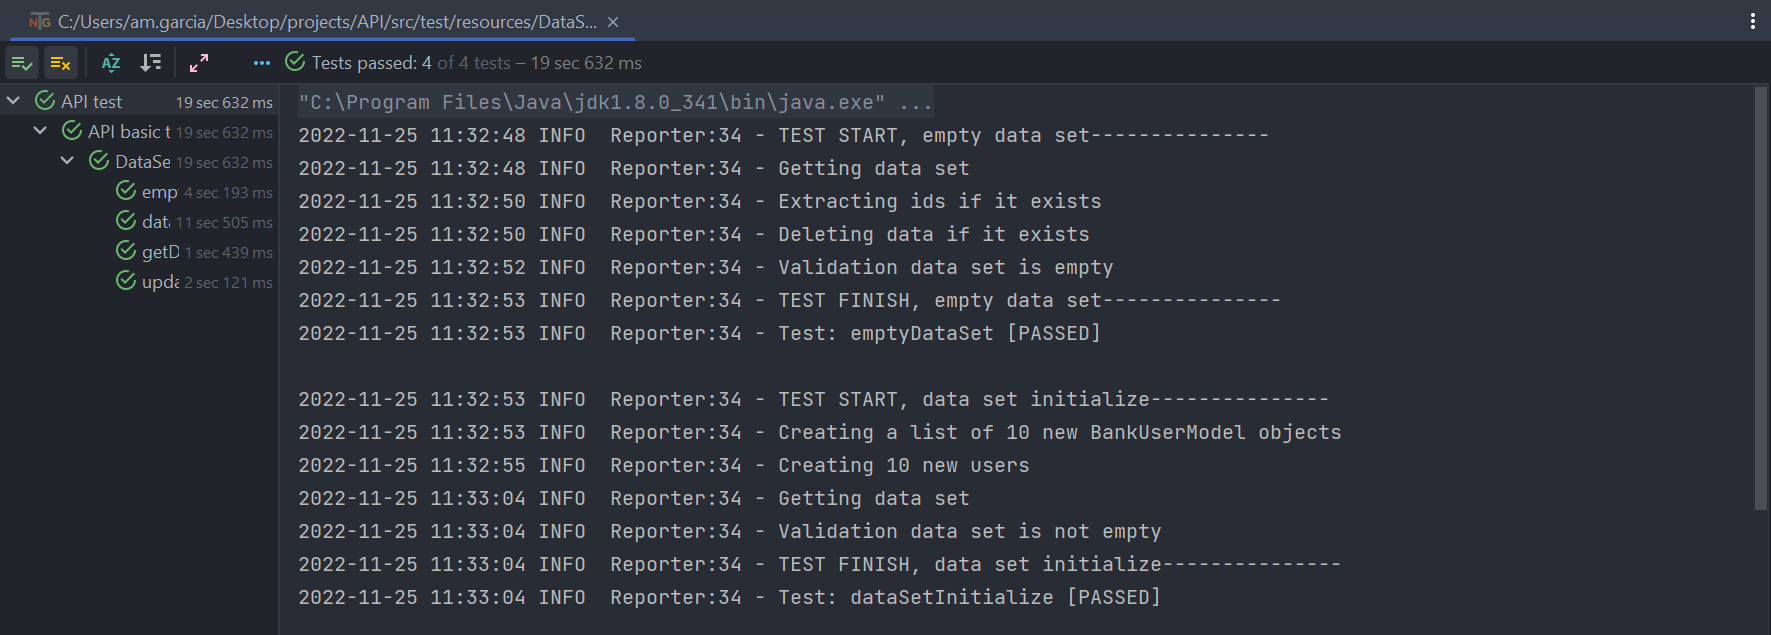 NTG C:/Users/am.garcia/Desktop/projects/API/src/test/resources/DataS...
AZ Tests passed: 4 of 4 tests – 19 sec 632 ms
API test 19 sec 632 ms
API basic t 19 sec 632 ms
DataSe 19 sec 632 ms
emp 4 sec 193 ms
data 11 sec 505 ms
getD 1 sec 439 ms
upda 2 sec 121 ms
"C:\Program Files\Java\jdk1.8.0_341\bin\java.exe" ...
2022-11-25 11:32:48 INFO  Reporter:34 - TEST START, empty data set---------------
2022-11-25 11:32:48 INFO  Reporter:34 - Getting data set
2022-11-25 11:32:50 INFO  Reporter:34 - Extracting ids if it exists
2022-11-25 11:32:50 INFO  Reporter:34 - Deleting data if it exists
2022-11-25 11:32:52 INFO  Reporter:34 - Validation data set is empty
2022-11-25 11:32:53 INFO  Reporter:34 - TEST FINISH, empty data set---------------
2022-11-25 11:32:53 INFO  Reporter:34 - Test: emptyDataSet [PASSED]
2022-11-25 11:32:53 INFO  Reporter:34 - TEST START, data set initialize---------------
2022-11-25 11:32:53 INFO  Reporter:34 - Creating a list of 10 new BankUserModel objects
2022-11-25 11:32:55 INFO  Reporter:34 - Creating 10 new users
2022-11-25 11:33:04 INFO  Reporter:34 - Getting data set
2022-11-25 11:33:04 INFO  Reporter:34 - Validation data set is not empty
2022-11-25 11:33:04 INFO  Reporter:34 - TEST FINISH, data set initialize---------------
2022-11-25 11:33:04 INFO  Reporter:34 - Test: dataSetInitialize [PASSED]